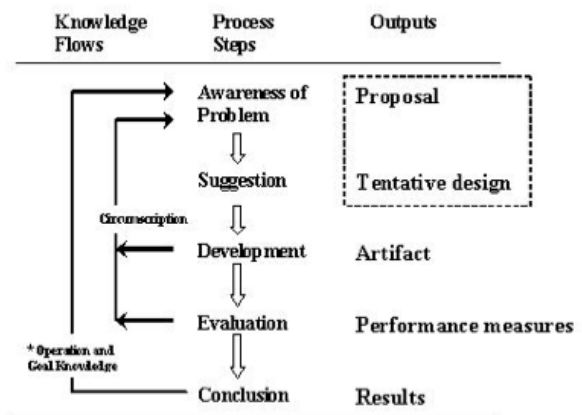 Knowledge Process Outputs
Flows Steps
Awareness of Proposal
Problem
Suggestion Tentative design
Circumscription
Development Artifact
Evaluation Performance measures
* Operation and
Goal Knowledge
Conclusion Results